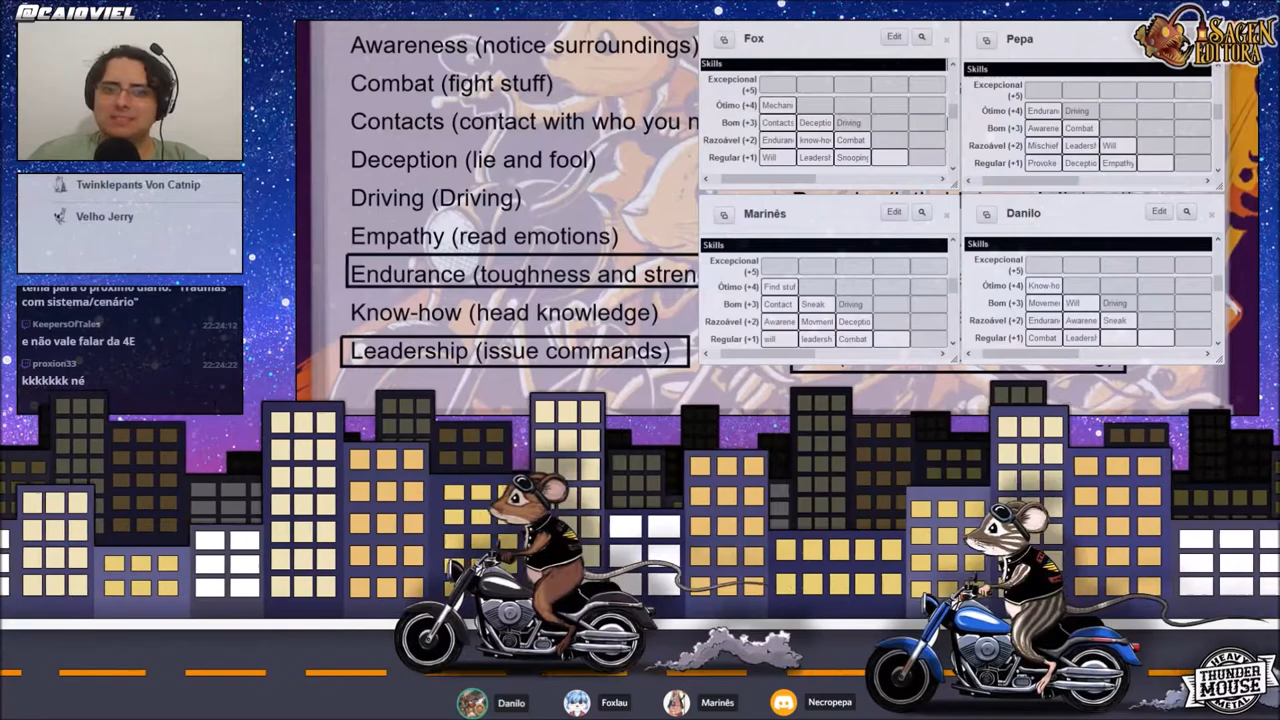 @CAIOVIEL
SAGEN
EDITORA
Twinklepants Von Catnip
Velho Jerry
tema para o próximo diário: "Traumas
com sistema/cenário"
KeepersOfTales 22:24:12
e não vale falar da 4E
proxion33 22:24:22
kkkkkkk né
Awareness (notice surroundings)
Combat (fight stuff)
Contacts (contact with who you n
Deception (lie and fool)
Driving (Driving)
Empathy (read emotions)
Endurance (toughness and stren
Know-how (head knowledge)
Leadership (issue commands)
Fox Edit
Skills
Excepcional
(+5)
Ótimo (+4) Mechani
Bom (+3) Contacts Deceptio Driving
Razoável (+2) Enduran know-ho Combat
Regular (+1) Will Leadersh Snooping
Pepa Edit
Skills
Excepcional
(+5)
Ótimo (+4) Enduran Driving
Bom (+3) Awarene Combat
Razoável (+2) Mischief Leadersh Will
Regular (+1) Provoke Deceptio Empathy
Marinês Edit
Skills
Excepcional
(+5)
Ótimo (+4) Find stuf
Bom (+3) Contact Sneak Driving
Razoável (+2) Awarene Movment Deceptio
Regular (+1) will leadersh Combat
Danilo Edit
Skills
Excepcional
(+5)
Ótimo (+4) Know-ho
Bom (+3) Movemen Will Driving
Razoável (+2) Enduran Awarene Sneak
Regular (+1) Combat Leadersh
Danilo
Foxlau
Marinês
Necropepa
HEAVY
THUNDER
MOUSE
METAL